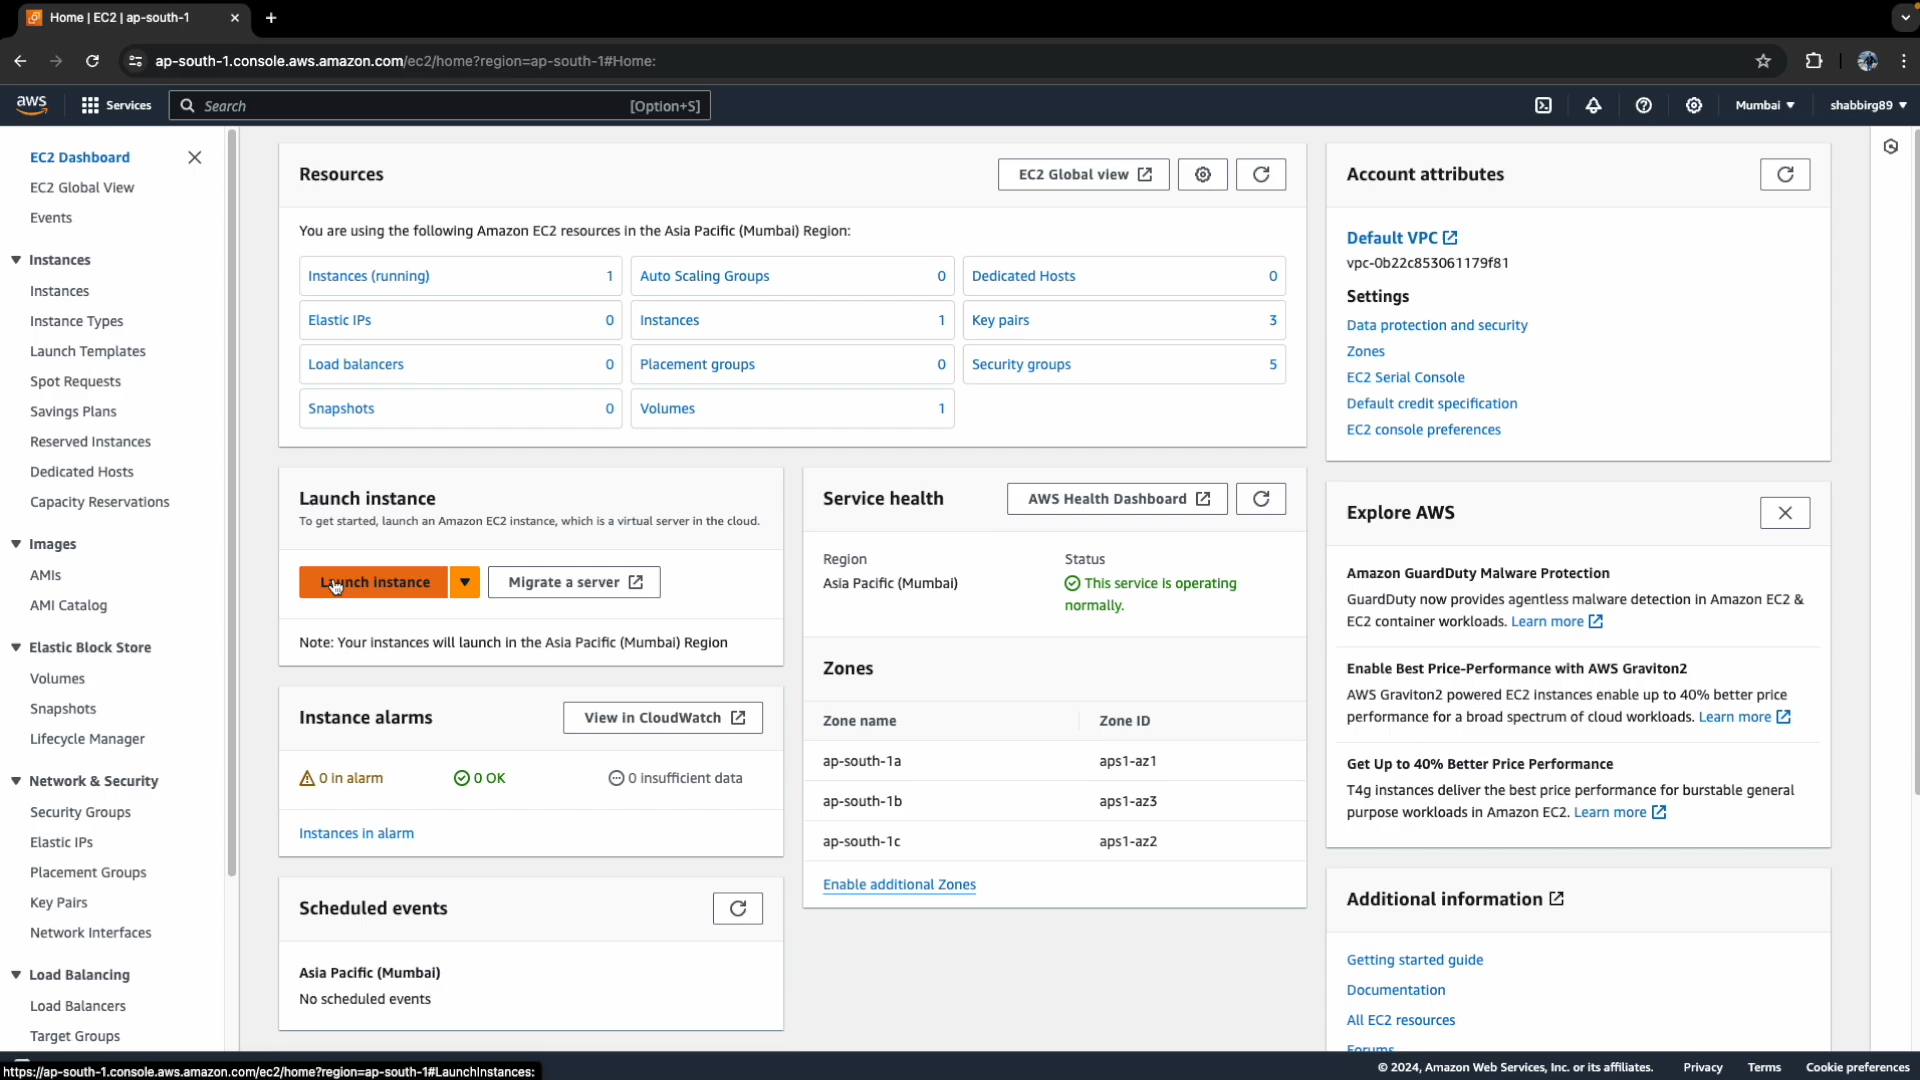 Home | EC2 | ap-south-1
ap-south-1.console.aws.amazon.com/ec2/home?region=ap-south-1#Home:
aws
Services
Search
[Option+S]
Mumbai
shabbirg89
EC2 Dashboard
EC2 Global View
Events
Instances
Instances
Instance Types
Launch Templates
Spot Requests
Savings Plans
Reserved Instances
Dedicated Hosts
Capacity Reservations
Images
AMIs
AMI Catalog
Elastic Block Store
Volumes
Snapshots
Lifecycle Manager
Network & Security
Security Groups
Elastic IPs
Placement Groups
Key Pairs
Network Interfaces
Load Balancing
Load Balancers
Target Groups
Resources
EC2 Global view
You are using the following Amazon EC2 resources in the Asia Pacific (Mumbai) Region:
Instances (running) 1
Auto Scaling Groups 0
Dedicated Hosts 0
Elastic IPs 0
Instances 1
Key pairs 3
Load balancers 0
Placement groups 0
Security groups 5
Snapshots 0
Volumes 1
Launch instance
To get started, launch an Amazon EC2 instance, which is a virtual server in the cloud.
Launch instance
Migrate a server
Note: Your instances will launch in the Asia Pacific (Mumbai) Region
Instance alarms
View in CloudWatch
0 in alarm
0 OK
0 insufficient data
Instances in alarm
Scheduled events
Asia Pacific (Mumbai)
No scheduled events
Service health
AWS Health Dashboard
Region
Asia Pacific (Mumbai)
Status
This service is operating
normally.
Zones
Zone name Zone ID
ap-south-1a aps1-az1
ap-south-1b aps1-az3
ap-south-1c aps1-az2
Enable additional Zones
Account attributes
Default VPC
vpc-0b22c853061179f81
Settings
Data protection and security
Zones
EC2 Serial Console
Default credit specification
EC2 console preferences
Explore AWS
Amazon GuardDuty Malware Protection
GuardDuty now provides agentless malware detection in Amazon EC2 &
EC2 container workloads. Learn more
Enable Best Price-Performance with AWS Graviton2
AWS Graviton2 powered EC2 instances enable up to 40% better price
performance for a broad spectrum of cloud workloads. Learn more
Get Up to 40% Better Price Performance
T4g instances deliver the best price performance for burstable general
purpose workloads in Amazon EC2. Learn more
Additional information
Getting started guide
Documentation
All EC2 resources
Forums
https://ap-south-1.console.aws.amazon.com/ec2/home?region=ap-south-1#LaunchInstances:
© 2024, Amazon Web Services, Inc. or its affiliates.
Privacy
Terms
Cookie preferences